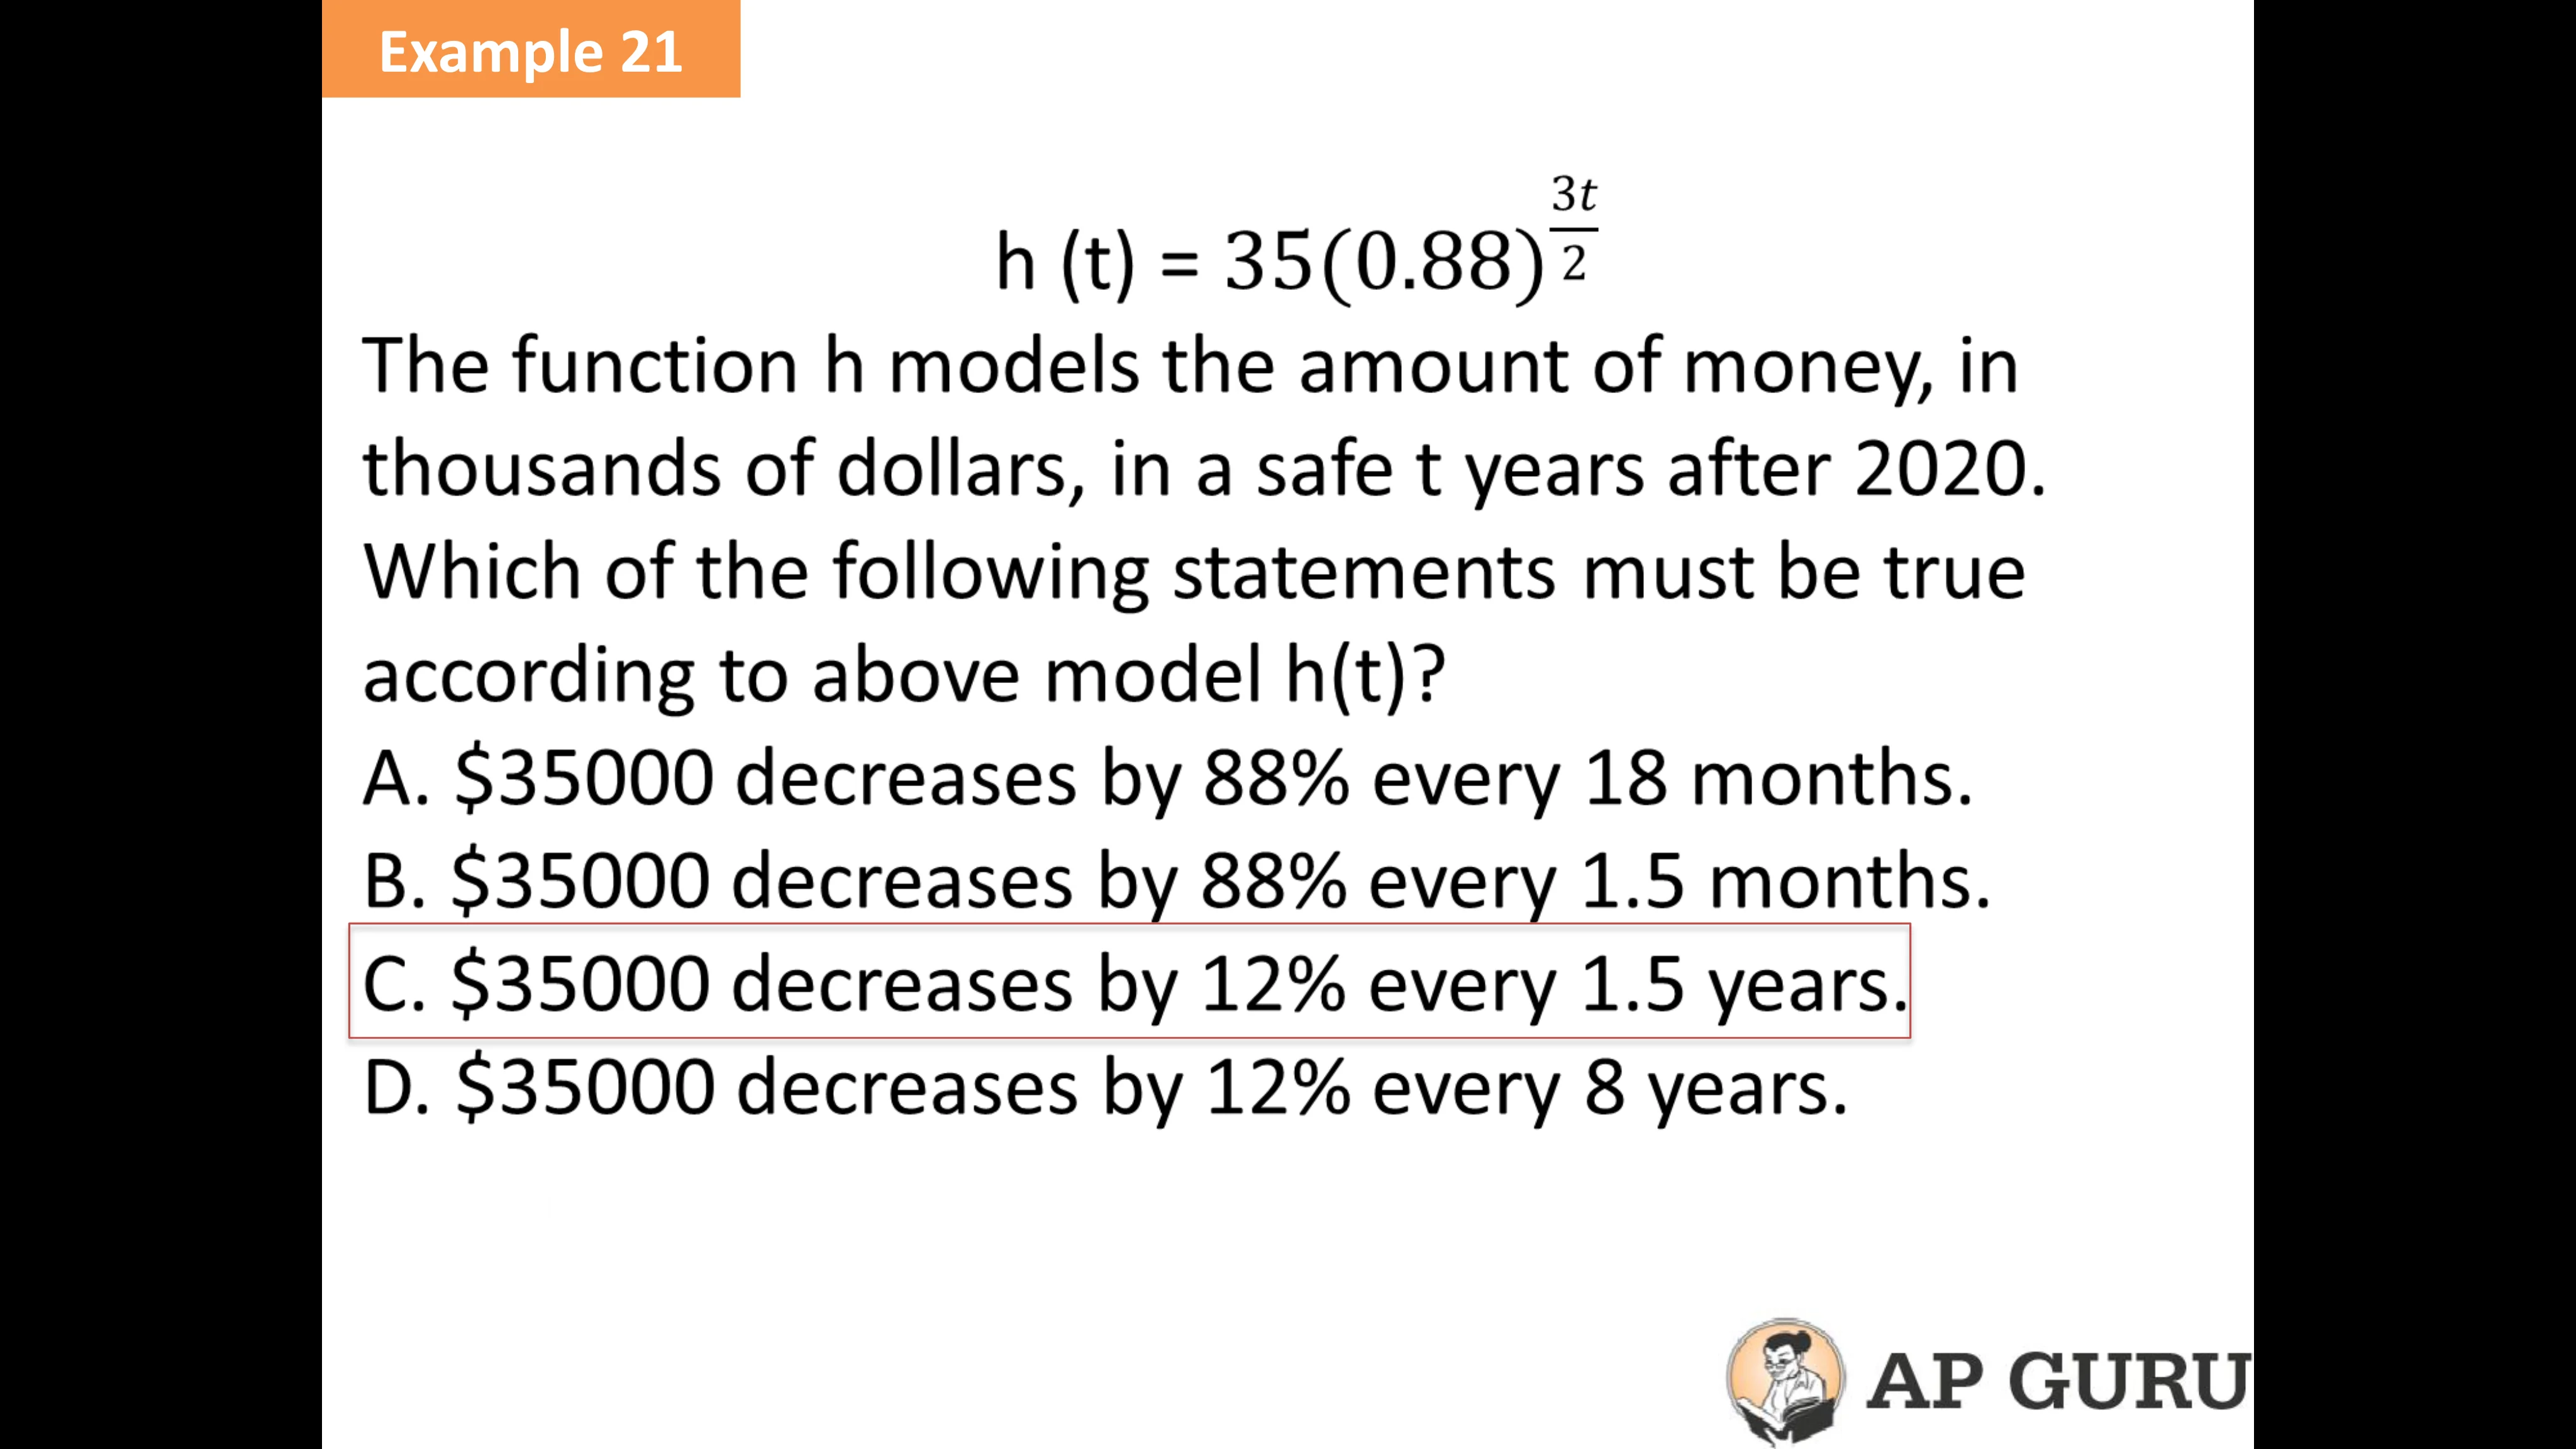 Example 21
h (t) = 35(0.88)^{3t/2}
The function h models the amount of money, in
thousands of dollars, in a safe t years after 2020.
Which of the following statements must be true
according to above model h(t)?
A. $35000 decreases by 88% every 18 months.
B. $35000 decreases by 88% every 1.5 months.
C. $35000 decreases by 12% every 1.5 years.
D. $35000 decreases by 12% every 8 years.
AP GURU